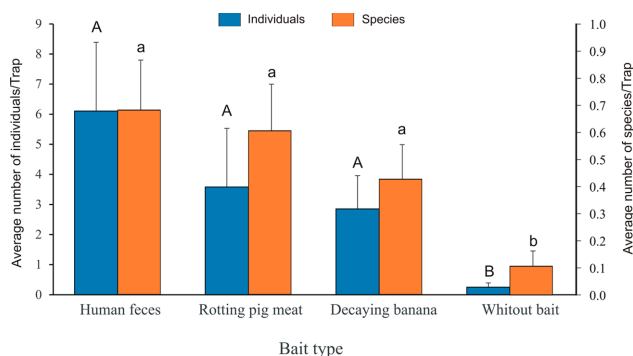 Individuals Species
9
8
7
6
5
4
3
2
1
0
Average number of individuals/Trap
1.0
0.9
0.8
0.7
0.6
0.5
0.4
0.3
0.2
0.1
0.0
Average number of species/Trap
A a
A a
A a
B b
Human feces Rotting pig meat Decaying banana Whitout bait
Bait type